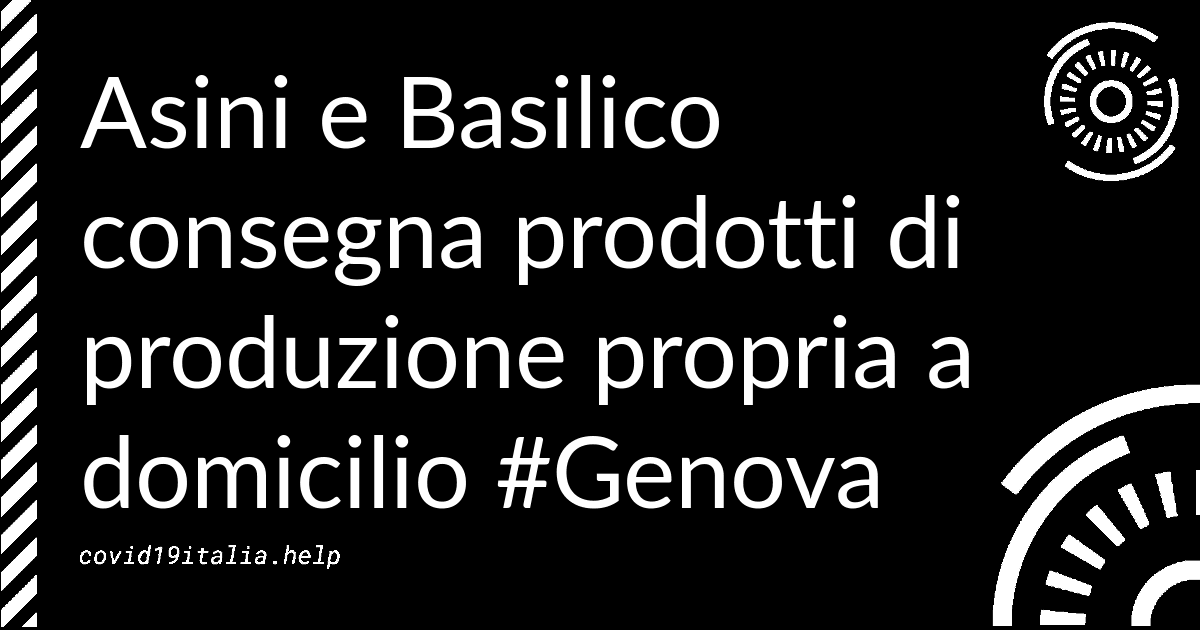 Asini e Basilico
consegna prodotti di
produzione propria a
domicilio #Genova
covid19italia.help